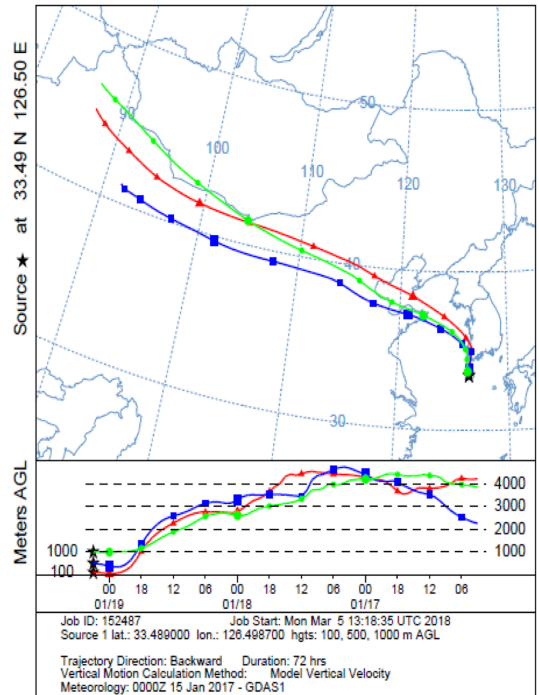 Source ★ at 33.49 N 126.50 E
90
100
110
120
130
50
40
40
30
Meters AGL
4000
3000
2000
1000
1000
100
00 18 12 06 00 18 12 06 00 18 12 06
01/19 01/18 01/17
Job ID: 152487 Job Start: Mon Mar 5 13:18:35 UTC 2018
Source 1 lat.: 33.489000 lon.: 126.498700 hgts: 100, 500, 1000 m AGL
Trajectory Direction: Backward Duration: 72 hrs
Vertical Motion Calculation Method: Model Vertical Velocity
Meteorology: 0000Z 15 Jan 2017 - GDAS1